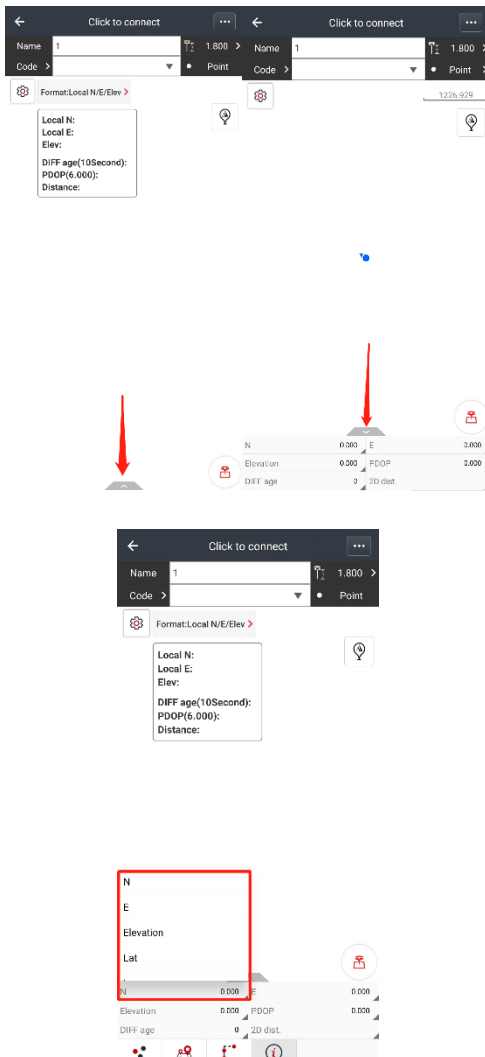 Click to connect
Name 1 1.800
Code Point
Format:Local N/E/Elev
Local N:
Local E:
Elev:
DIFF age(10Second):
PDOP(6.000):
Distance:
Click to connect
Name 1 1.800
Code Point
1226.929
N 0.000 E 0.000
Elevation 0.000 PDOP 0.000
DIFF age 0 2D dist.
Click to connect
Name 1 1.800
Code Point
Format:Local N/E/Elev
Local N:
Local E:
Elev:
DIFF age(10Second):
PDOP(6.000):
Distance:
N
E
Elevation
Lat
N 0.000 E 0.000
Elevation 0.000 PDOP 0.000
DIFF age 0 2D dist.